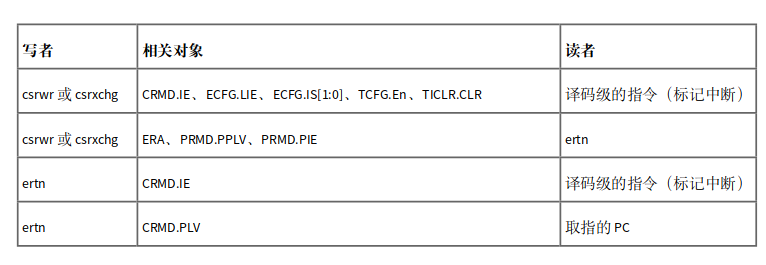 写者 相关对象 读者
csrwr 或 csrxchg CRMD.IE、ECFG.LIE、ECFG.IS[1:0]、TCFG.En、TICLR.CLR 译码级的指令（标记中断）
csrwr 或 csrxchg ERA、PRMD.PPLV、PRMD.PIE ertn
ertn CRMD.IE 译码级的指令（标记中断）
ertn CRMD.PLV 取指的 PC